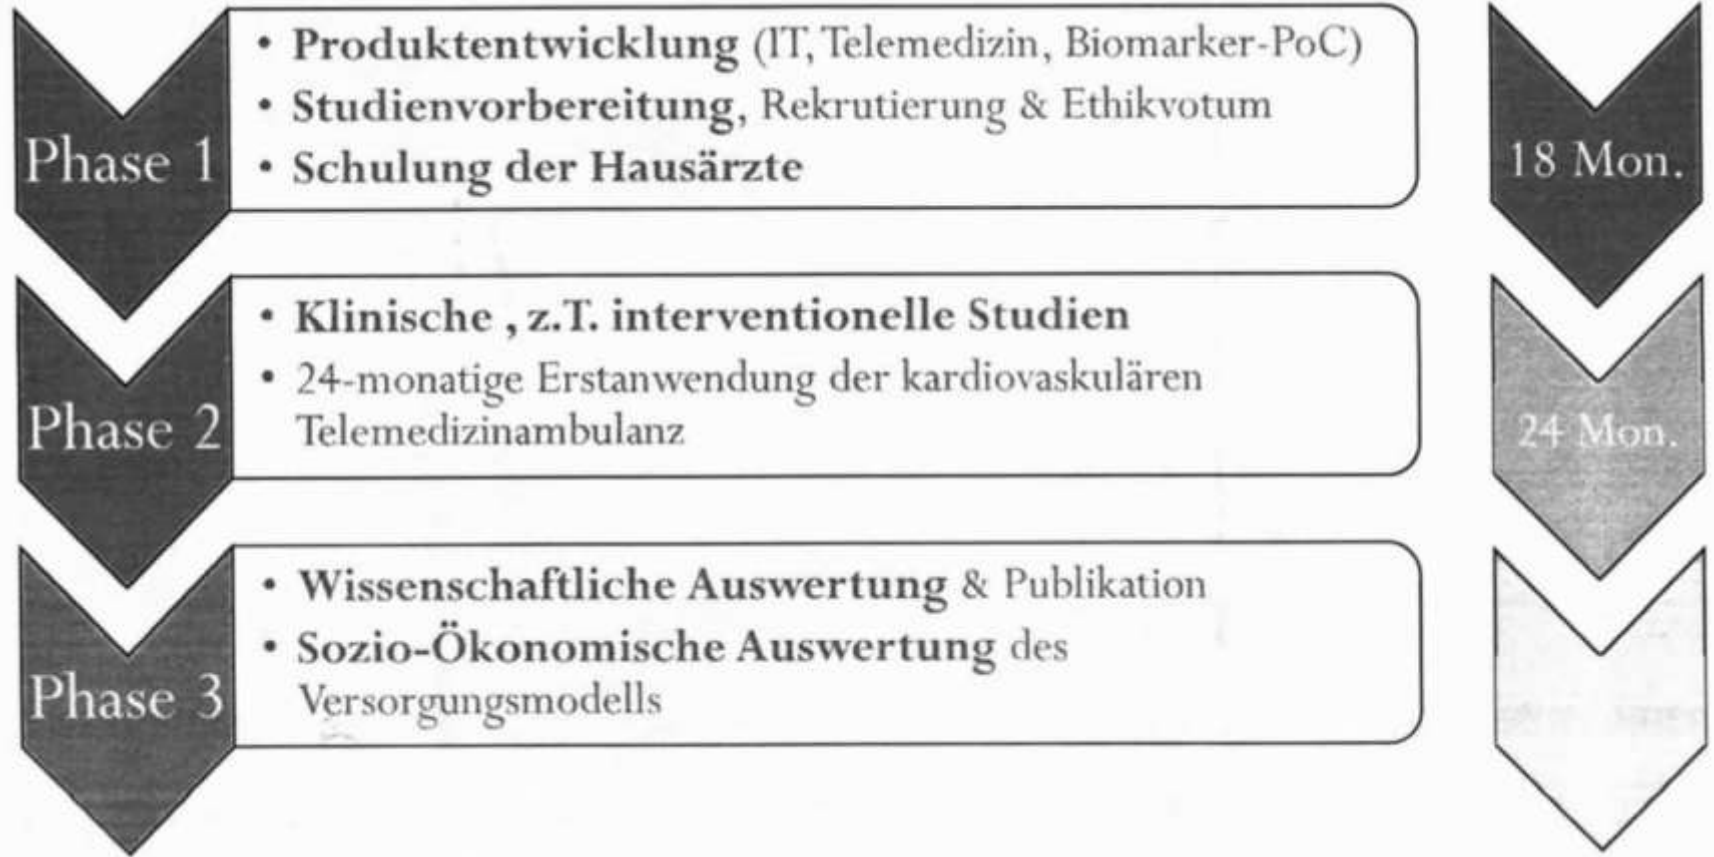 Phase 1
• Produktentwicklung (IT, Telemedizin, Biomarker-PoC)
• Studienvorbereitung, Rekrutierung & Ethikvotum
• Schulung der Hausärzte
18 Mon.
Phase 2
• Klinische , z.T. interventionelle Studien
• 24-monatige Erstanwendung der kardiovaskulären
Telemedizinambulanz
24 Mon.
Phase 3
• Wissenschaftliche Auswertung & Publikation
• Sozio-Ökonomische Auswertung des
Versorgungsmodells